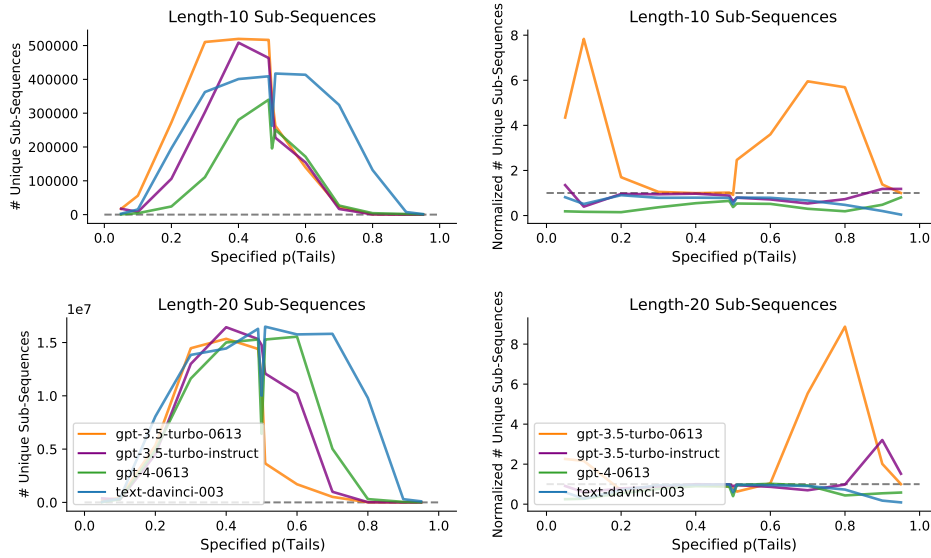 Length-10 Sub-Sequences
# Unique Sub-Sequences
500000
400000
300000
200000
100000
0
0.0 0.2 0.4 0.6 0.8 1.0
Specified p(Tails)
Length-10 Sub-Sequences
Normalized # Unique Sub-Sequences
8
6
4
2
0
0.0 0.2 0.4 0.6 0.8 1.0
Specified p(Tails)
Length-20 Sub-Sequences
1e7
# Unique Sub-Sequences
1.5
1.0
0.5
0.0
gpt-3.5-turbo-0613
gpt-3.5-turbo-instruct
gpt-4-0613
text-davinci-003
0.0 0.2 0.4 0.6 0.8 1.0
Specified p(Tails)
Length-20 Sub-Sequences
Normalized # Unique Sub-Sequences
8
6
4
2
0
gpt-3.5-turbo-0613
gpt-3.5-turbo-instruct
gpt-4-0613
text-davinci-003
0.0 0.2 0.4 0.6 0.8 1.0
Specified p(Tails)